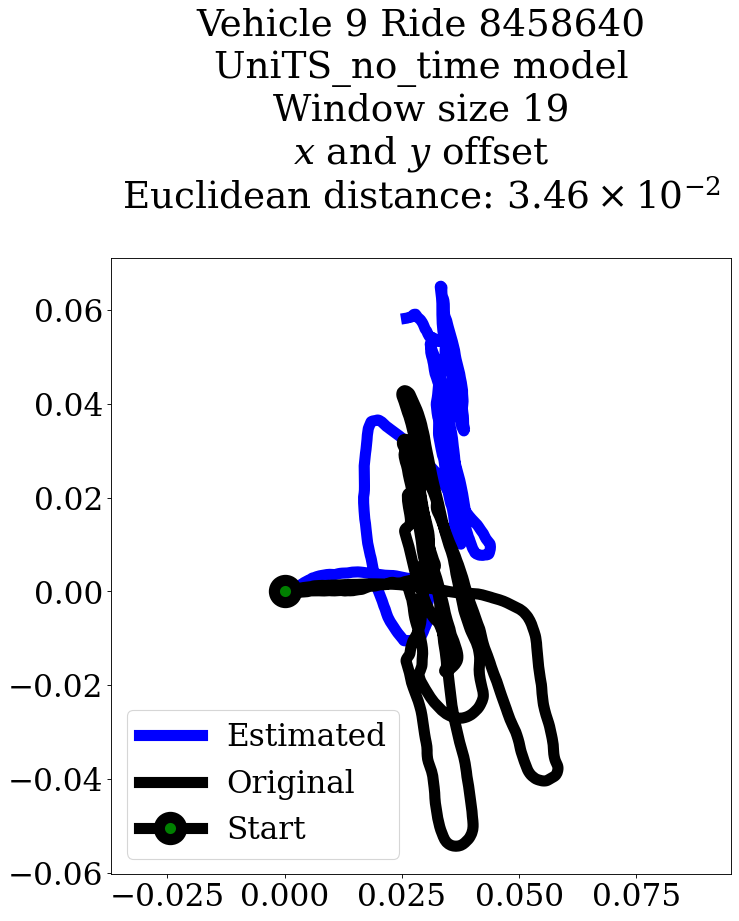 Vehicle 9 Ride 8458640
UniTS_no_time model
Window size 19
x and y offset
Euclidean distance: 3.46 × 10⁻²
0.06
0.04
0.02
0.00
−0.02
−0.04
−0.06
Estimated
Original
Start
−0.025 0.000 0.025 0.050 0.075